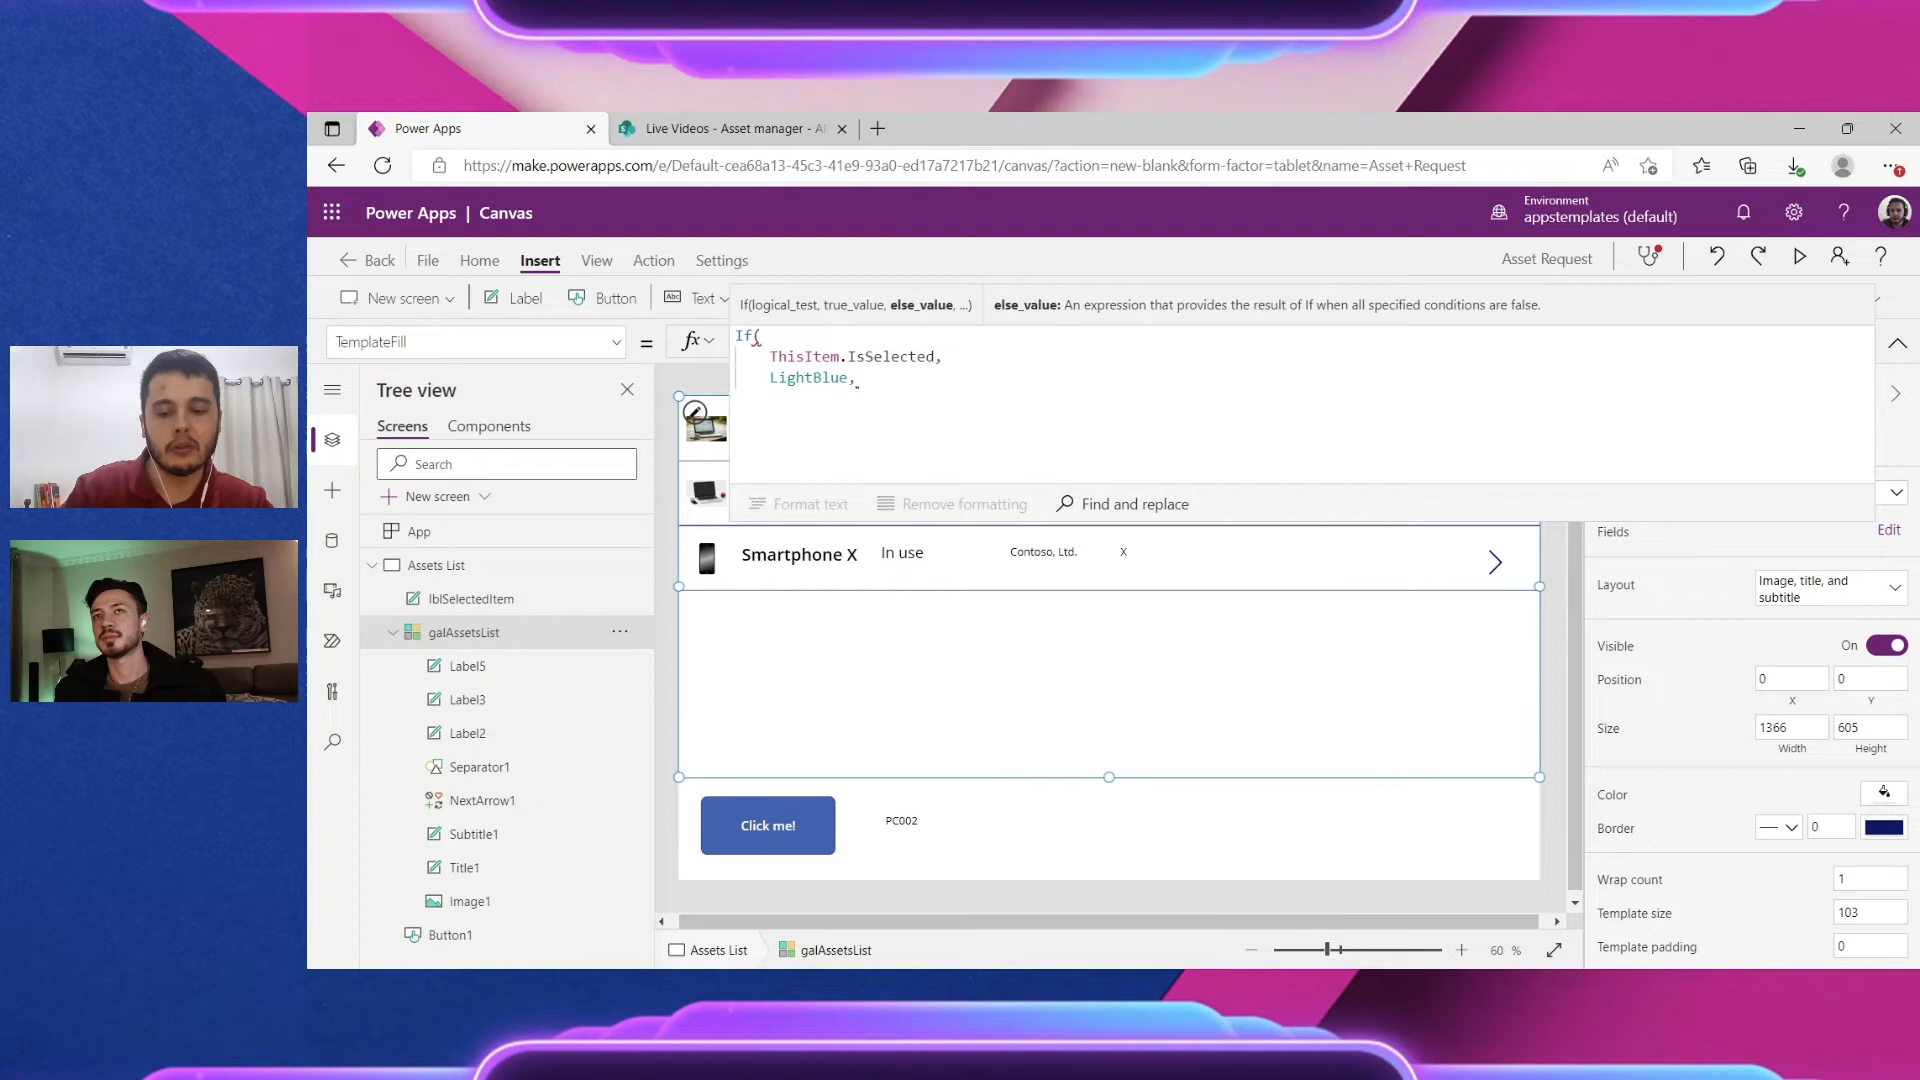 Power Apps
Live Videos - Asset manager - Al
https://make.powerapps.com/e/Default-cea68a13-45c3-41e9-93a0-ed17a7217b21/canvas/?action=new-blank&form-factor=tablet&name=Asset+Request
Power Apps | Canvas
Environment
appstemplates (default)
Back File Home Insert View Action Settings
Asset Request
New screen Label Button Text
If(logical_test, true_value, else_value, ...)
else_value: An expression that provides the result of If when all specified conditions are false.
TemplateFill = fx
If(
ThisItem.IsSelected,
LightBlue,
Format text Remove formatting Find and replace
Tree view
Screens Components
Search
New screen
App
Assets List
lblSelectedItem
galAssetsList
Label5
Label3
Label2
Separator1
NextArrow1
Subtitle1
Title1
Image1
Button1
Smartphone X In use Contoso, Ltd. X
Click me!
PC002
Assets List galAssetsList
60 %
Fields Edit
Layout Image, title, and
subtitle
Visible On
Position 0 0
X Y
Size 1366 605
Width Height
Color
Border 0
Wrap count 1
Template size 103
Template padding 0